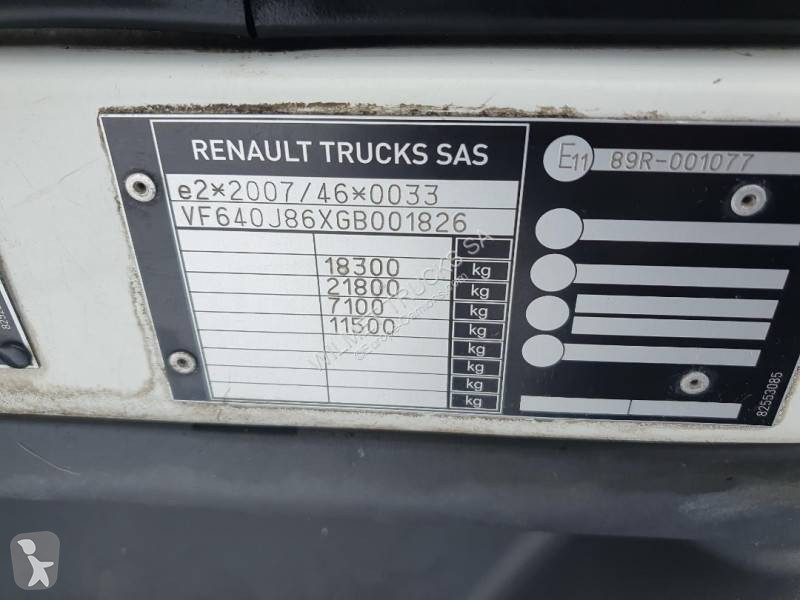 RENAULT TRUCKS SAS
e2*2007/46*0033
VF640J86XGB001826
18300 kg
21800 kg
7100 kg
11500 kg
kg
kg
kg
kg
E11 89R-001077
82553085